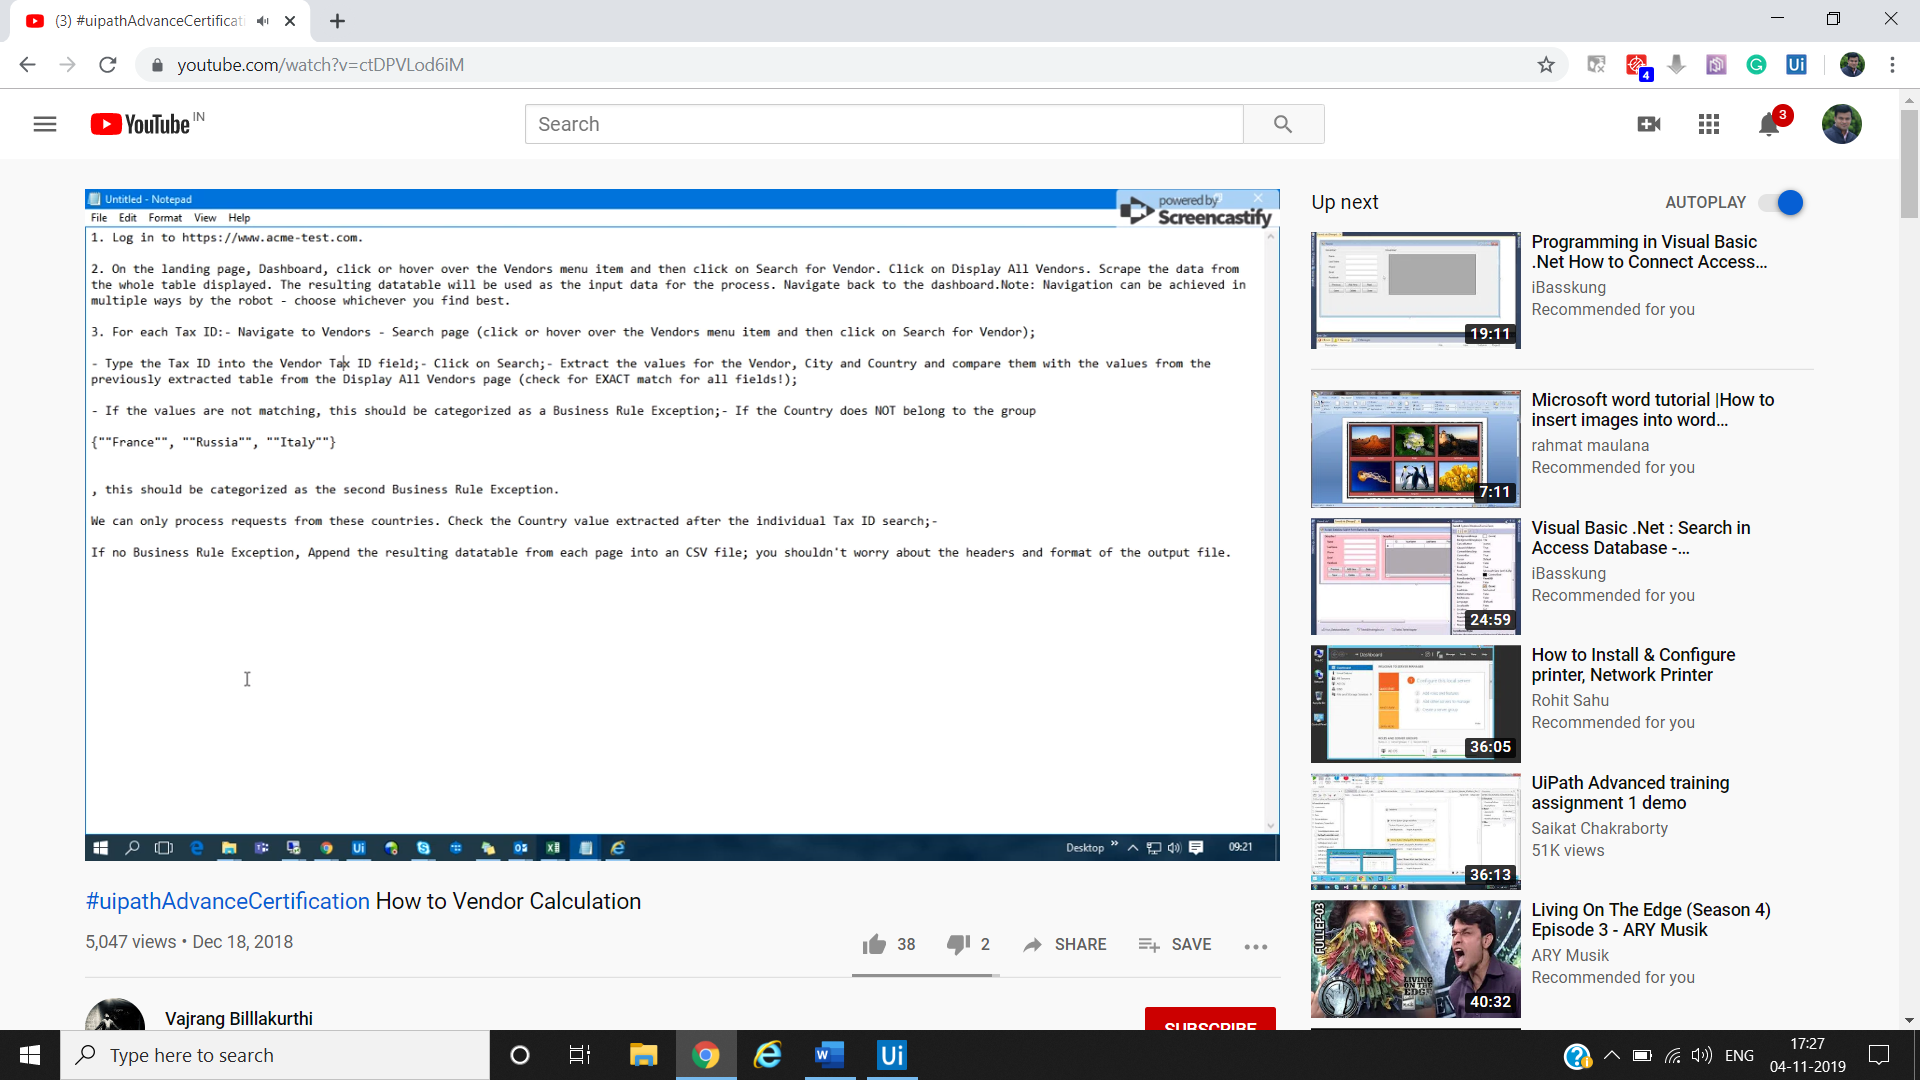 (3) #uipathAdvanceCertificati
youtube.com/watch?v=ctDPVLod6iM
4
Ui
YouTube IN
Search
3
Untitled - Notepad
powered by
Screencastify
File Edit Format View Help
1. Log in to https://www.acme-test.com.
2. On the landing page, Dashboard, click or hover over the Vendors menu item and then click on Search for Vendor. Click on Display All Vendors. Scrape the data from
the whole table displayed. The resulting datatable will be used as the input data for the process. Navigate back to the dashboard.Note: Navigation can be achieved in
multiple ways by the robot - choose whichever you find best.
3. For each Tax ID:- Navigate to Vendors - Search page (click or hover over the Vendors menu item and then click on Search for Vendor);
- Type the Tax ID into the Vendor Tax ID field;- Click on Search;- Extract the values for the Vendor, City and Country and compare them with the values from the
previously extracted table from the Display All Vendors page (check for EXACT match for all fields!);
- If the values are not matching, this should be categorized as a Business Rule Exception;- If the Country does NOT belong to the group
{""France"", ""Russia"", ""Italy""}
, this should be categorized as the second Business Rule Exception.
We can only process requests from these countries. Check the Country value extracted after the individual Tax ID search;-
If no Business Rule Exception, Append the resulting datatable from each page into an CSV file; you shouldn't worry about the headers and format of the output file.
Ui
Desktop
09:21
#uipathAdvanceCertification How to Vendor Calculation
5,047 views • Dec 18, 2018
38
2
SHARE
SAVE
Vajrang Billlakurthi
SUBSCRIBE
Up next
AUTOPLAY
19:11
Programming in Visual Basic
.Net How to Connect Access...
iBasskung
Recommended for you
7:11
Microsoft word tutorial |How to
insert images into word...
rahmat maulana
Recommended for you
24:59
Visual Basic .Net : Search in
Access Database -...
iBasskung
Recommended for you
Dashboard
36:05
How to Install & Configure
printer, Network Printer
Rohit Sahu
Recommended for you
36:13
UiPath Advanced training
assignment 1 demo
Saikat Chakraborty
51K views
FULL EP-03
LIVING
ON THE
EDGE
40:32
Living On The Edge (Season 4)
Episode 3 - ARY Musik
ARY Musik
Recommended for you
Type here to search
Ui
ENG
17:27
04-11-2019